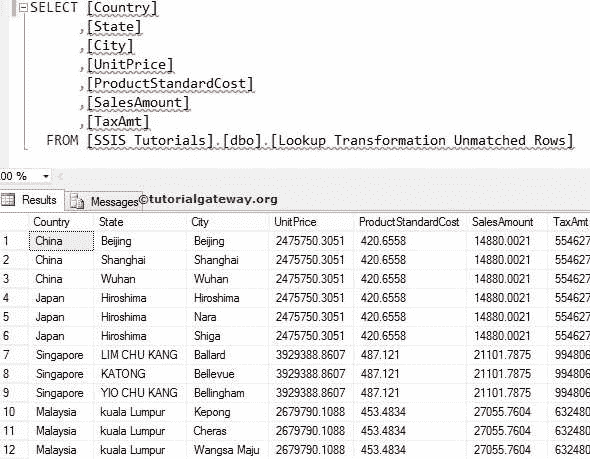 SELECT [Country]
,[State]
,[City]
,[UnitPrice]
,[ProductStandardCost]
,[SalesAmount]
,[TaxAmt]
FROM [SSIS Tutorials].[dbo].[Lookup Transformation Unmatched Rows]
00 %
Results Messages ©tutorialgateway.org
Country State City UnitPrice ProductStandardCost SalesAmount TaxAmt
1 China Beijing Beijing 2475750.3051 420.6558 14880.0021 554627
2 China Shanghai Shanghai 2475750.3051 420.6558 14880.0021 554627
3 China Wuhan Wuhan 2475750.3051 420.6558 14880.0021 554627
4 Japan Hiroshima Hiroshima 2475750.3051 420.6558 14880.0021 554627
5 Japan Hiroshima Nara 2475750.3051 420.6558 14880.0021 554627
6 Japan Hiroshima Shiga 2475750.3051 420.6558 14880.0021 554627
7 Singapore LIM CHU KANG Ballard 3929388.8607 487.121 21101.7875 994806
8 Singapore KATONG Bellevue 3929388.8607 487.121 21101.7875 994806
9 Singapore YIO CHU KANG Bellingham 3929388.8607 487.121 21101.7875 994806
10 Malaysia kuala Lumpur Kepong 2679790.1088 453.4834 27055.7604 632480
11 Malaysia kuala Lumpur Cheras 2679790.1088 453.4834 27055.7604 632480
12 Malaysia kuala Lumpur Wangsa Maju 2679790.1088 453.4834 27055.7604 632480